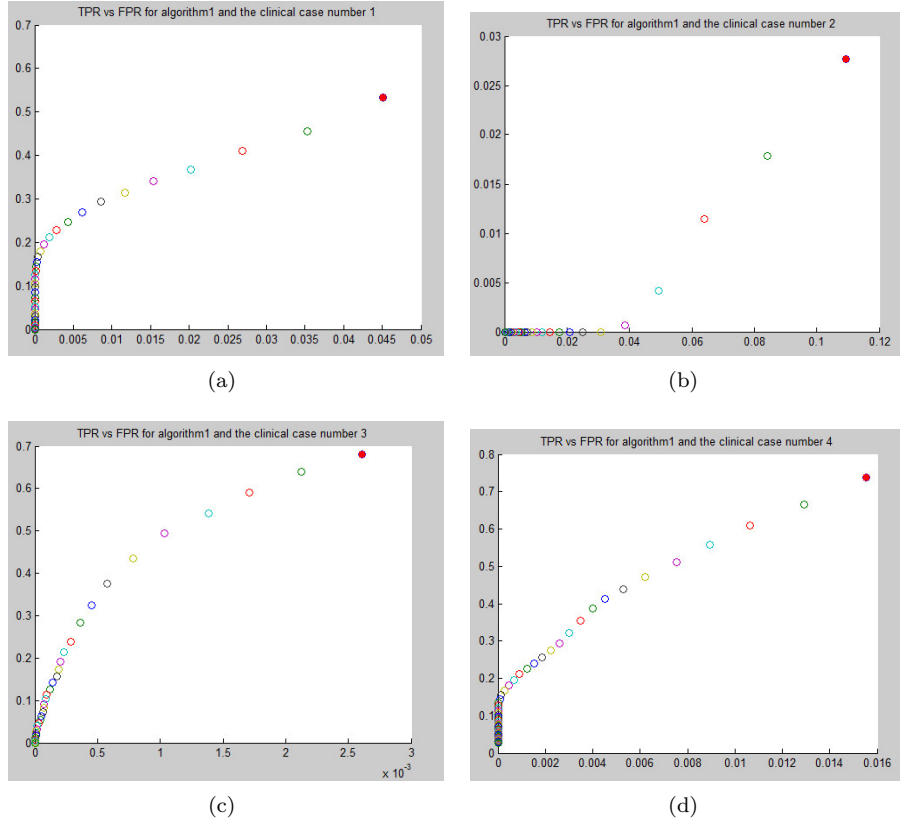 TPR vs FPR for algorithm1 and the clinical case number 1
0.7
0.6
0.5
0.4
0.3
0.2
0.1
0
0 0.005 0.01 0.015 0.02 0.025 0.03 0.035 0.04 0.045 0.05
(a)
TPR vs FPR for algorithm1 and the clinical case number 2
0.03
0.025
0.02
0.015
0.01
0.005
0
0 0.02 0.04 0.06 0.08 0.1 0.12
(b)
TPR vs FPR for algorithm1 and the clinical case number 3
0.7
0.6
0.5
0.4
0.3
0.2
0.1
0
0 0.5 1 1.5 2 2.5 3
x 10-3
(c)
TPR vs FPR for algorithm1 and the clinical case number 4
0.8
0.7
0.6
0.5
0.4
0.3
0.2
0.1
0
0 0.002 0.004 0.006 0.008 0.01 0.012 0.014 0.016
(d)